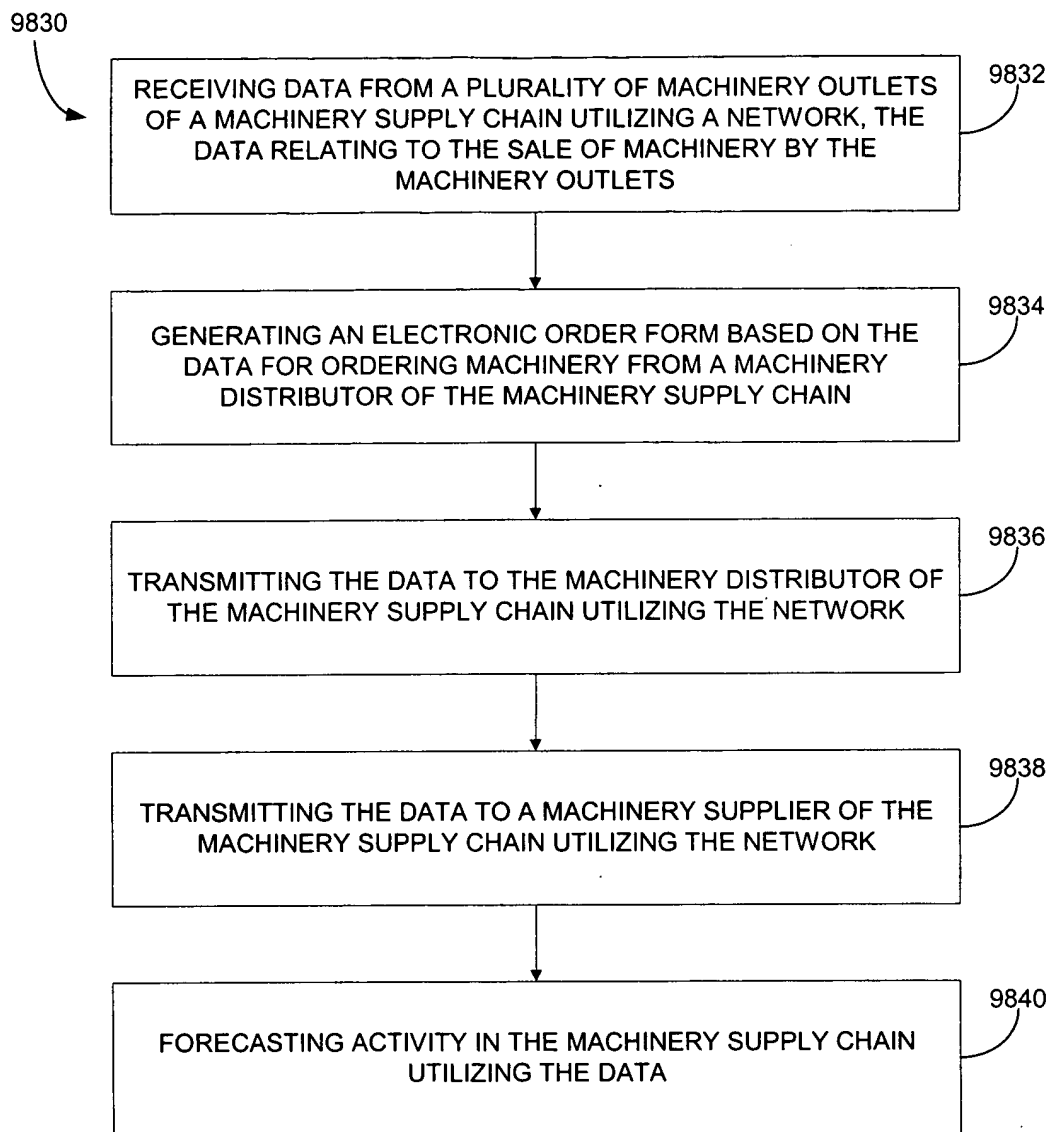 9830
9832
RECEIVING DATA FROM A PLURALITY OF MACHINERY OUTLETS
OF A MACHINERY SUPPLY CHAIN UTILIZING A NETWORK, THE
DATA RELATING TO THE SALE OF MACHINERY BY THE
MACHINERY OUTLETS
9834
GENERATING AN ELECTRONIC ORDER FORM BASED ON THE
DATA FOR ORDERING MACHINERY FROM A MACHINERY
DISTRIBUTOR OF THE MACHINERY SUPPLY CHAIN
9836
TRANSMITTING THE DATA TO THE MACHINERY DISTRIBUTOR OF
THE MACHINERY SUPPLY CHAIN UTILIZING THE NETWORK
9838
TRANSMITTING THE DATA TO A MACHINERY SUPPLIER OF THE
MACHINERY SUPPLY CHAIN UTILIZING THE NETWORK
9840
FORECASTING ACTIVITY IN THE MACHINERY SUPPLY CHAIN
UTILIZING THE DATA